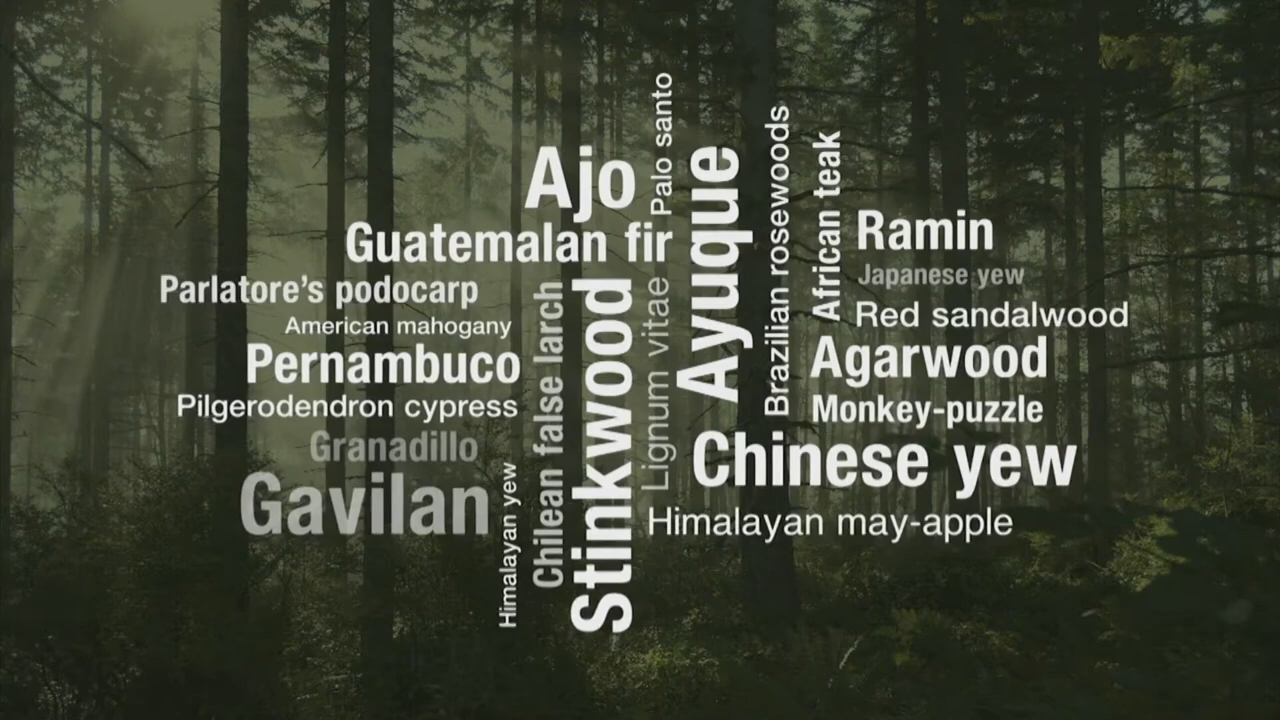 Palo santo
Ajo
Ayuque
Brazilian rosewoods
African teak
Ramin
Guatemalan fir
Japanese yew
Parlatore’s podocarp
Red sandalwood
American mahogany
Chilean false larch
Stinkwood
Lignum vitae
Agarwood
Pernambuco
Monkey-puzzle
Pilgerodendron cypress
Granadillo
Chinese yew
Gavilan
Himalayan yew
Himalayan may-apple